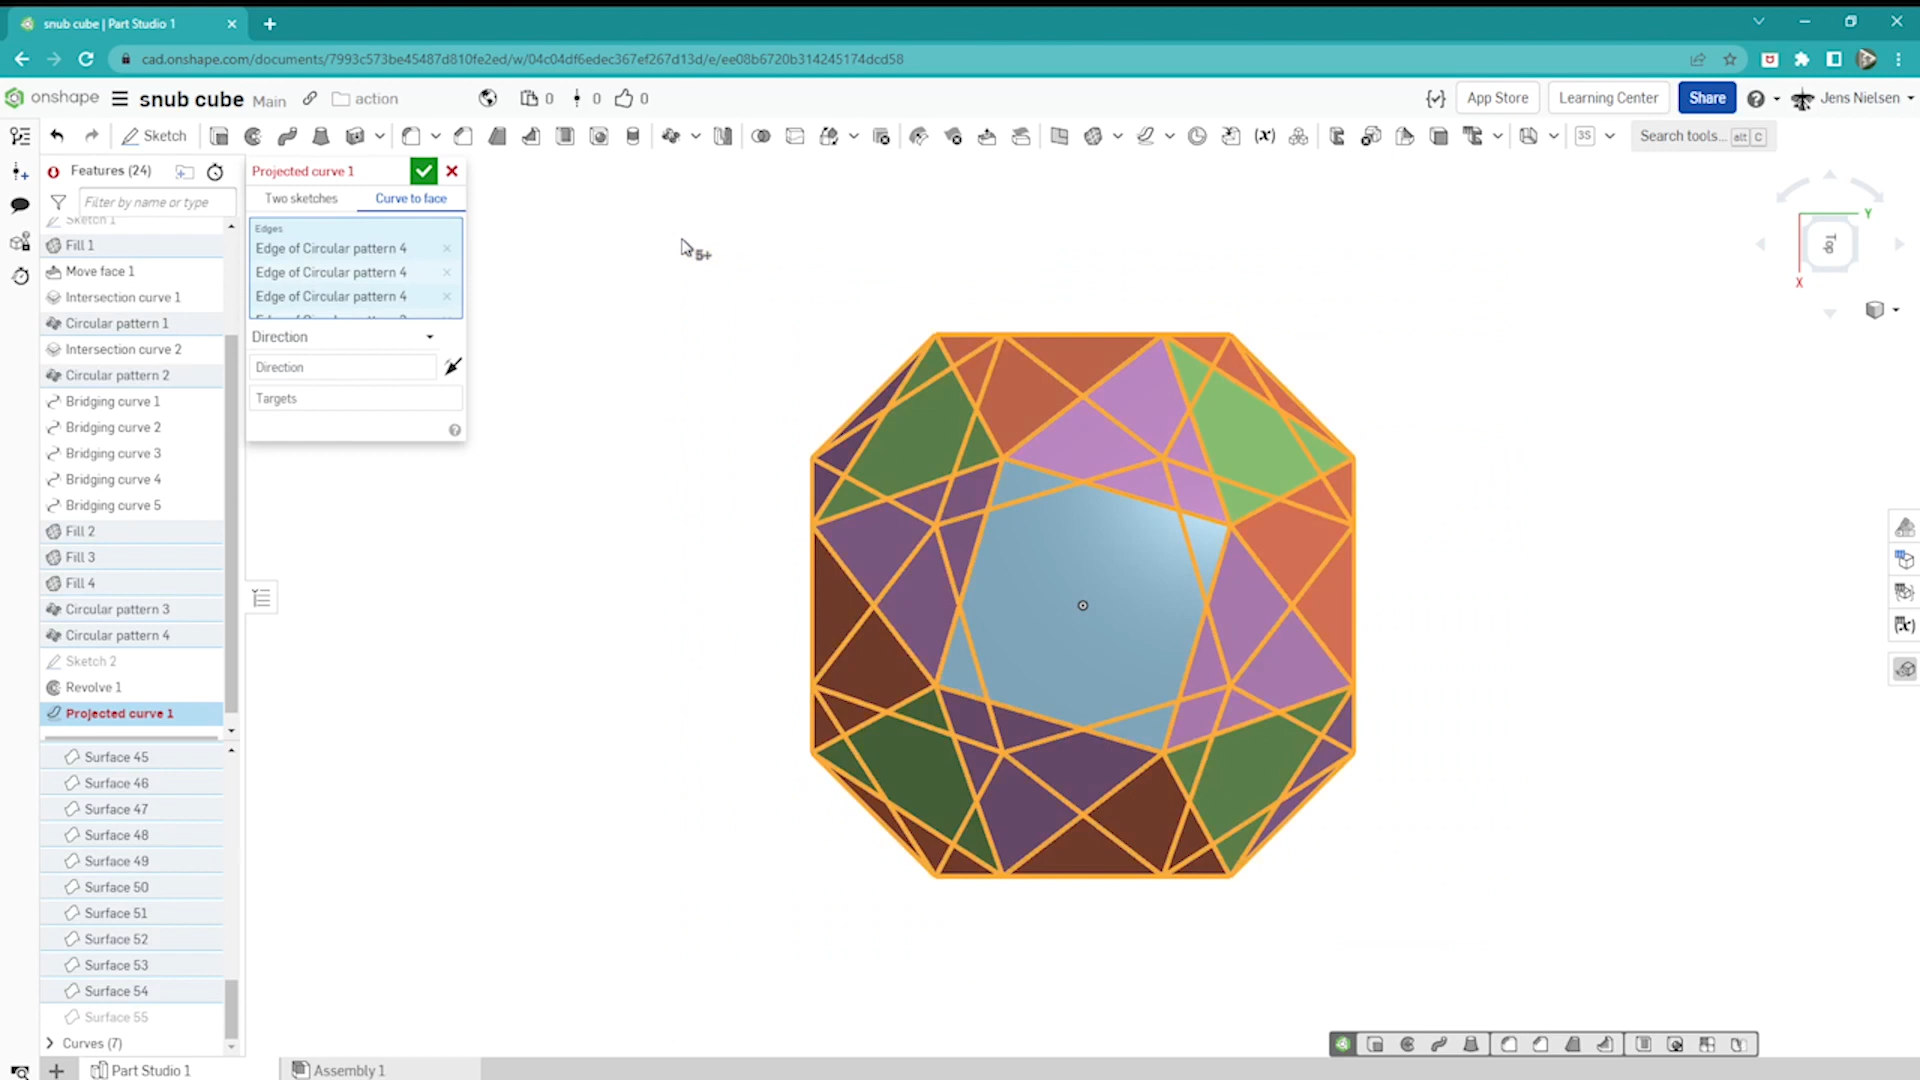 snub cube | Part Studio 1
cad.onshape.com/documents/7993c573be45487d810fe2ed/w/04c04df6edec367ef267d13d/e/ee08b6720b314245174dcd58
onshape snub cube Main action 0 0 0 App Store Learning Center Share Jens Nielsen
Sketch (x) 3S Search tools... alt C
Features (24)
Filter by name or type
Sketch 1
Fill 1
Move face 1
Intersection curve 1
Circular pattern 1
Intersection curve 2
Circular pattern 2
Bridging curve 1
Bridging curve 2
Bridging curve 3
Bridging curve 4
Bridging curve 5
Fill 2
Fill 3
Fill 4
Circular pattern 3
Circular pattern 4
Sketch 2
Revolve 1
Projected curve 1
Surface 45
Surface 46
Surface 47
Surface 48
Surface 49
Surface 50
Surface 51
Surface 52
Surface 53
Surface 54
Surface 55
Curves (7)
Projected curve 1
Two sketches Curve to face
Edges
Edge of Circular pattern 4
Edge of Circular pattern 4
Edge of Circular pattern 4
Direction
Direction
Targets
5+
Y
Top
X
(x)
Part Studio 1 Assembly 1